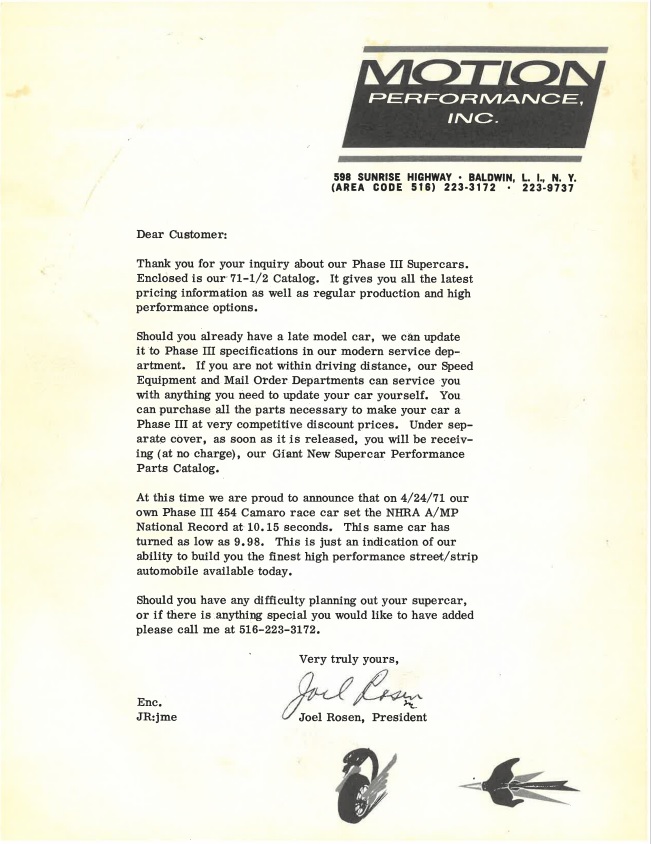 MOTION
PERFORMANCE,
INC.
598 SUNRISE HIGHWAY · BALDWIN, L. I., N. Y.
(AREA CODE 516) 223-3172 · 223-9737
Dear Customer:
Thank you for your inquiry about our Phase III Supercars.
Enclosed is our 71-1/2 Catalog. It gives you all the latest
pricing information as well as regular production and high
performance options.
Should you already have a late model car, we can update
it to Phase III specifications in our modern service dep-
artment. If you are not within driving distance, our Speed
Equipment and Mail Order Departments can service you
with anything you need to update your car yourself. You
can purchase all the parts necessary to make your car a
Phase III at very competitive discount prices. Under sep-
arate cover, as soon as it is released, you will be receiv-
ing (at no charge), our Giant New Supercar Performance
Parts Catalog.
At this time we are proud to announce that on 4/24/71 our
own Phase III 454 Camaro race car set the NHRA A/MP
National Record at 10.15 seconds. This same car has
turned as low as 9.98. This is just an indication of our
ability to build you the finest high performance street/strip
automobile available today.
Should you have any difficulty planning out your supercar,
or if there is anything special you would like to have added
please call me at 516-223-3172.
Very truly yours,
Joel Rosen
Enc.
JR:jme
Joel Rosen, President